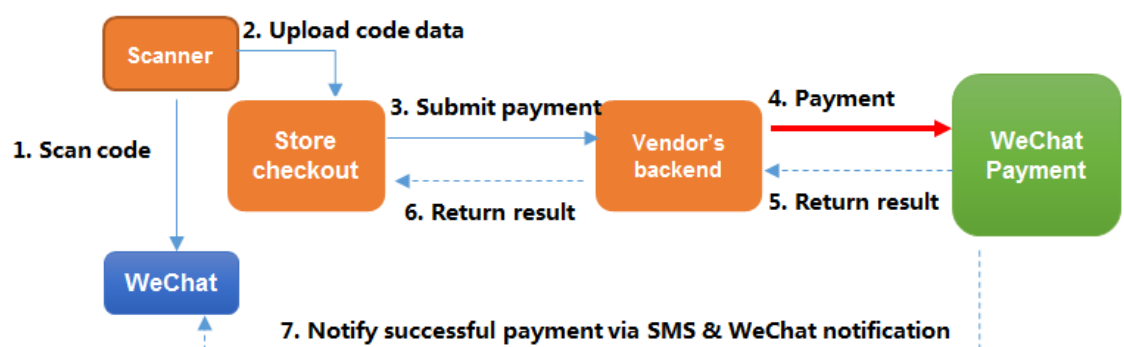 2. Upload code data
Scanner
3. Submit payment
4. Payment
Store
checkout
Vendor's
backend
WeChat
Payment
1. Scan code
6. Return result
5. Return result
WeChat
7. Notify successful payment via SMS & WeChat notification